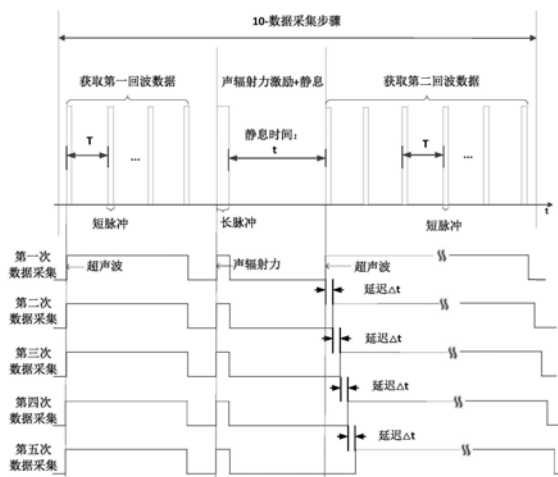 10-数据采集步骤
获取第一回波数据
声辐射力激励+静息
获取第二回波数据
静息时间：
t
T
...
T
...
t
短脉冲
长脉冲
短脉冲
第一次
数据采集
超声波
声辐射力
超声波
延迟△t
第二次
数据采集
延迟△t
第三次
数据采集
延迟△t
第四次
数据采集
延迟△t
第五次
数据采集